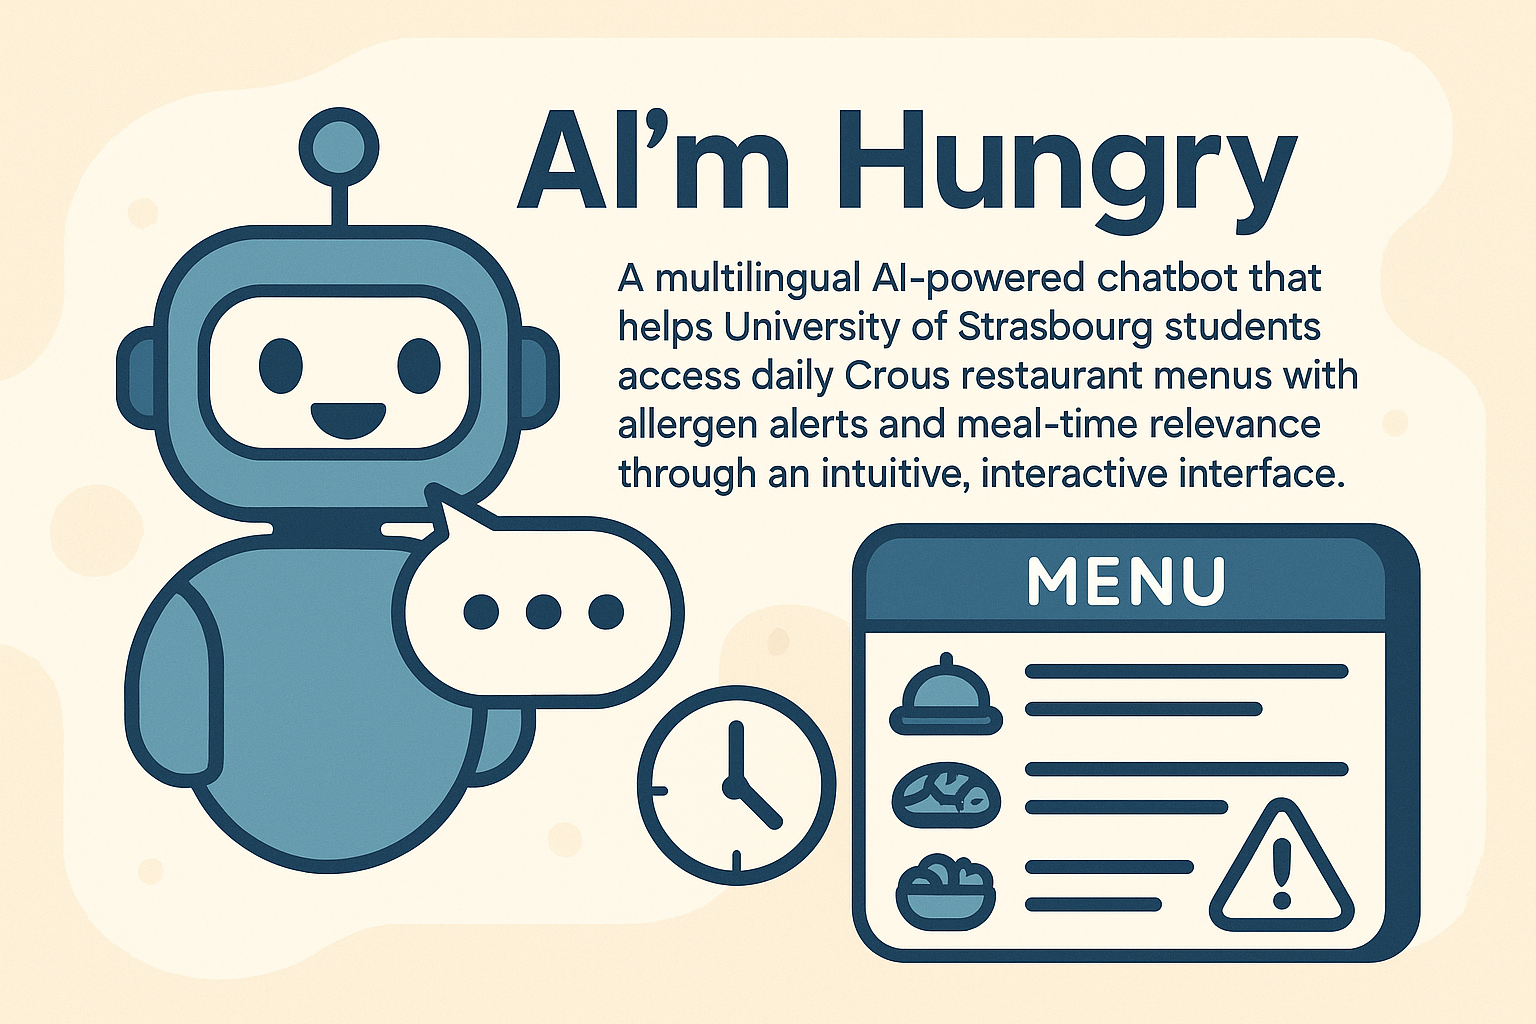 AI’m Hungry
A multilingual AI-powered chatbot that
helps University of Strasbourg students
access daily Crous restaurant menus with
allergen alerts and meal-time relevance
through an intuitive, interactive interface.
MENU
!